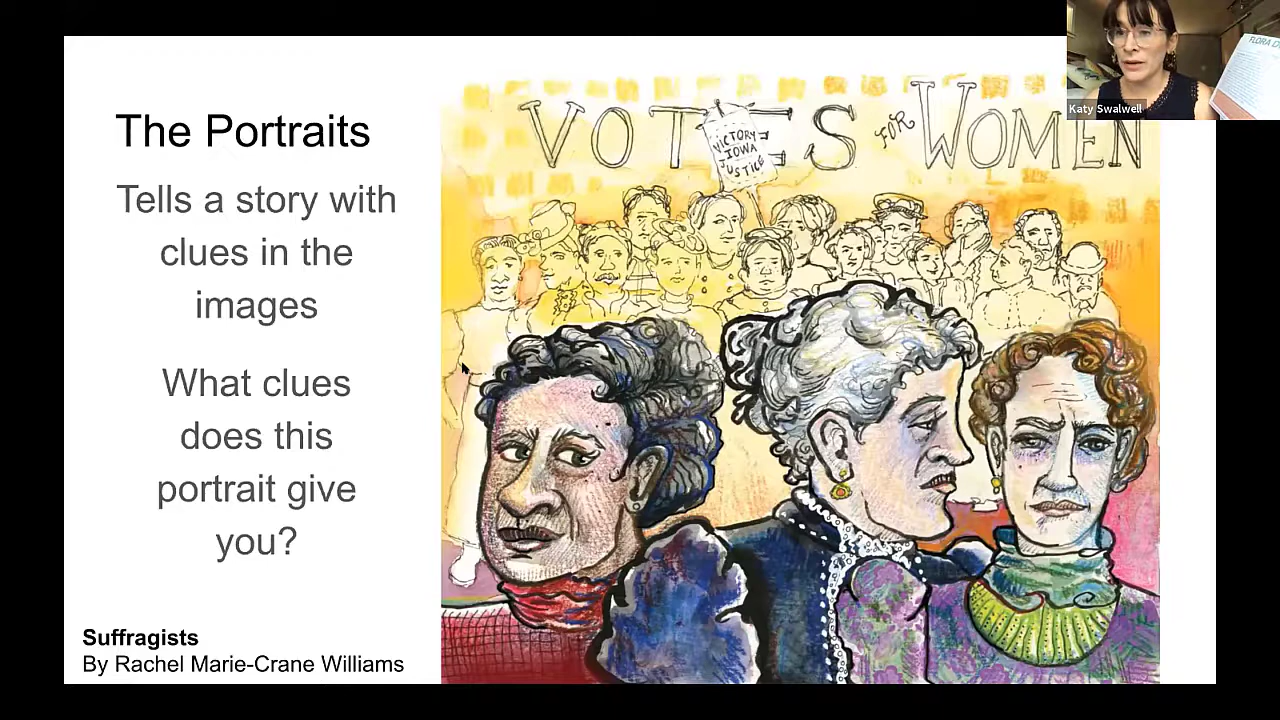 The Portraits
Tells a story with
clues in the
images
What clues
does this
portrait give
you?
Suffragists
By Rachel Marie-Crane Williams
VOTES FOR WOMEN
VICTORY
IOWA
JUSTICE
Katy Swalwell
FLORA